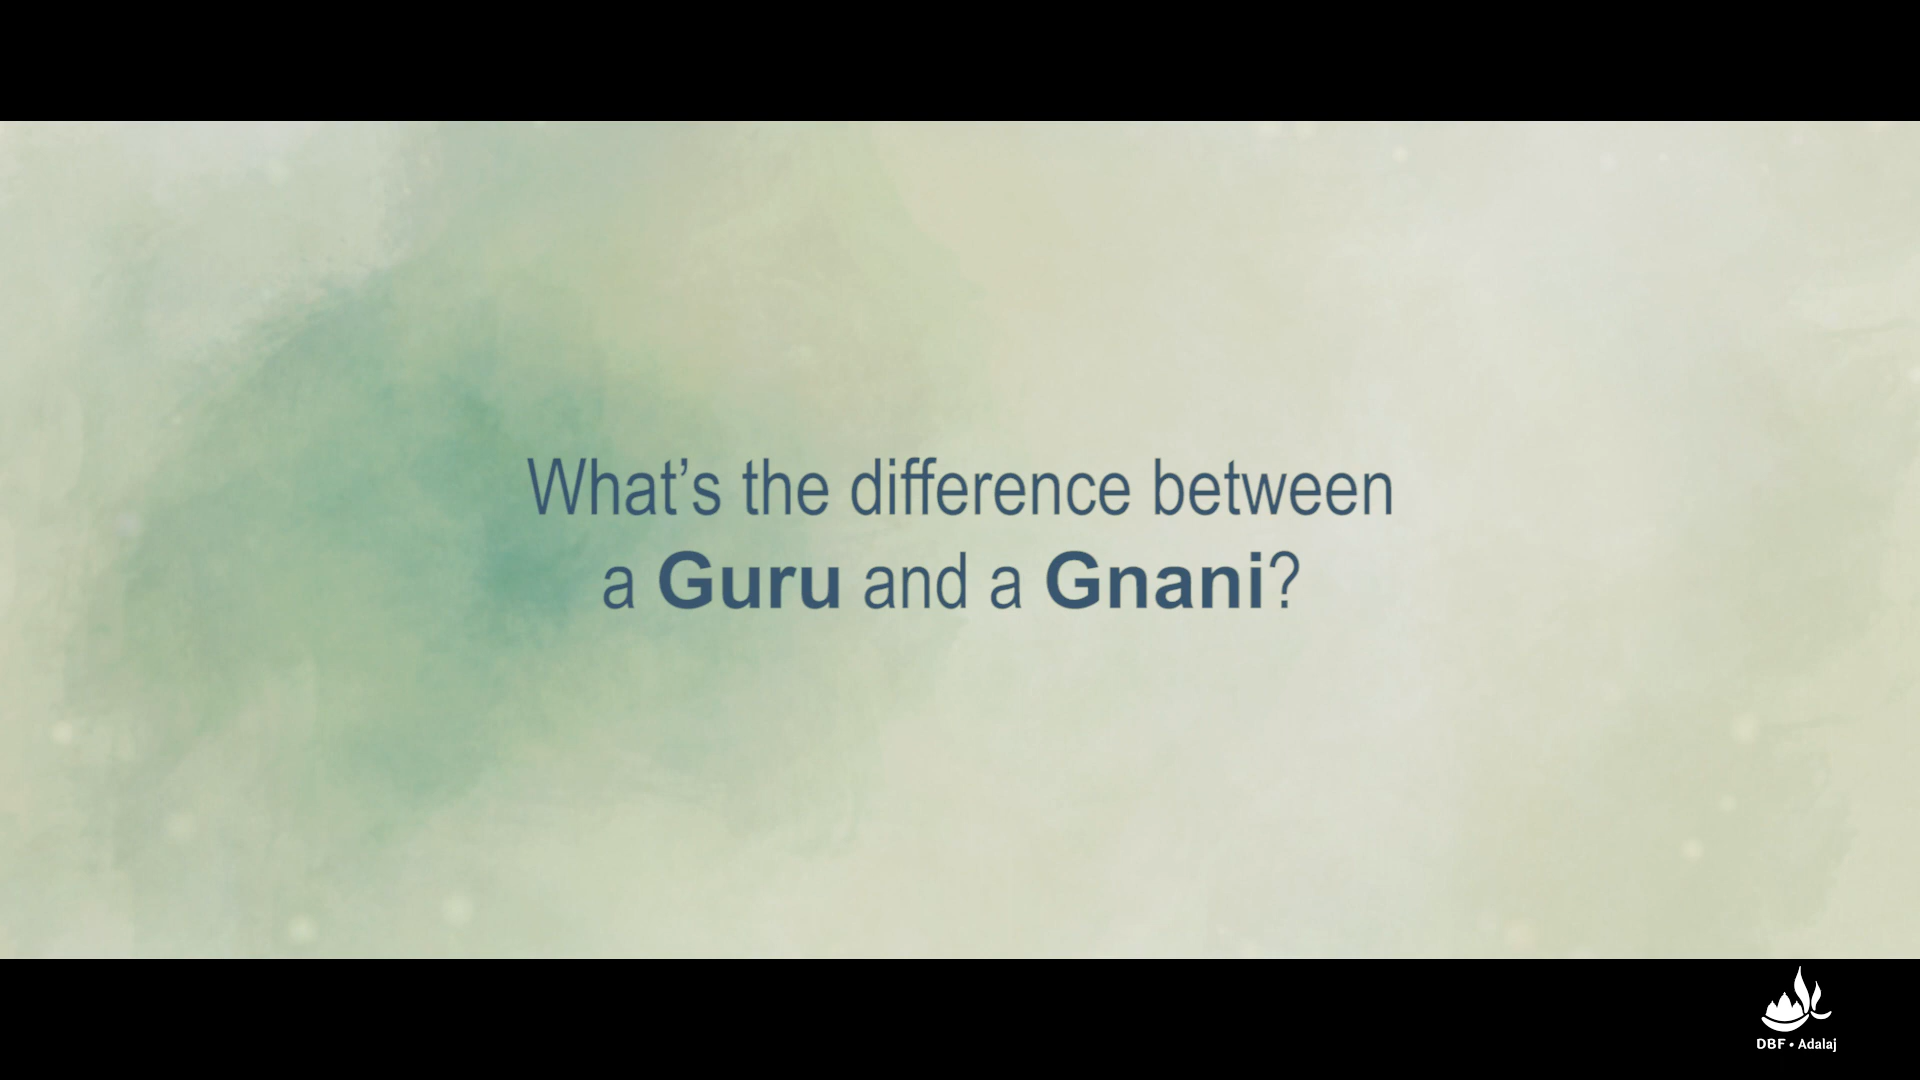 What’s the difference between
a Guru and a Gnani?
DBF • Adalaj